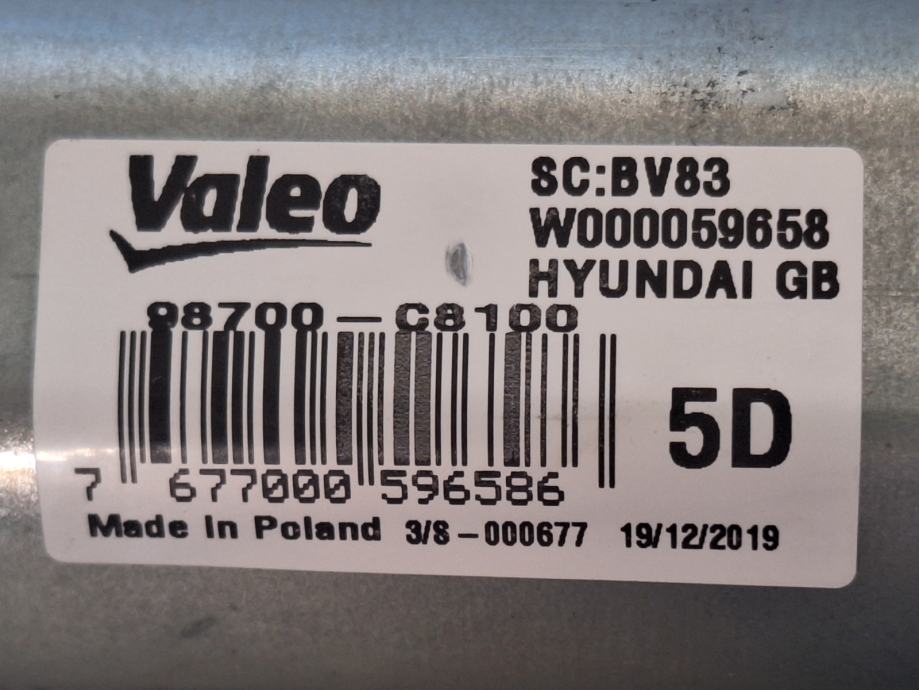 Valeo
SC:BV83
W000059658
HYUNDAI GB
98700-C8100
5D
7 677000 596586
Made in Poland 3/8-000677 19/12/2019